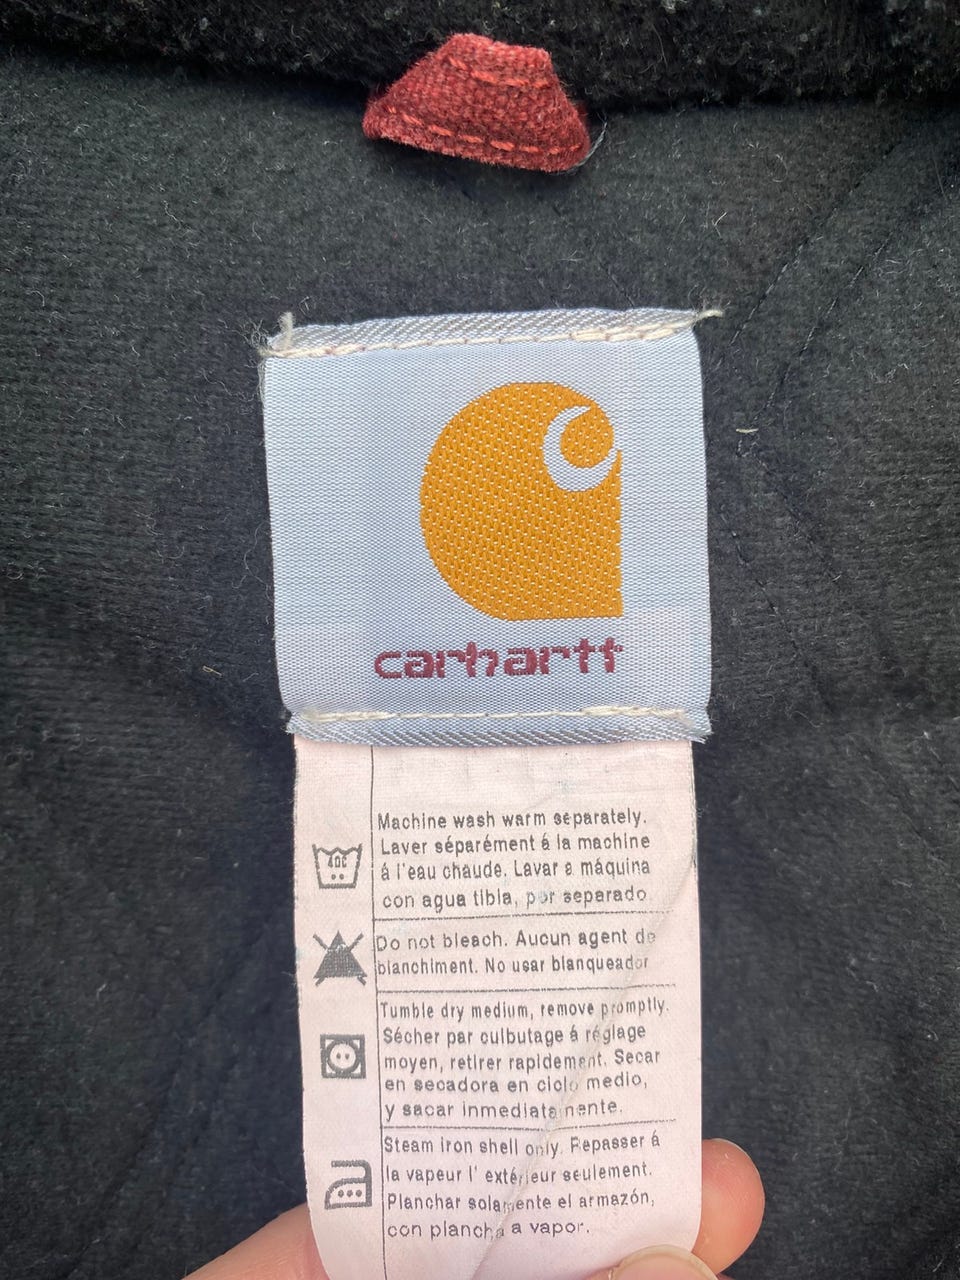 carhartt
Machine wash warm separately.
Laver séparément á la machine
á l'eau chaude. Lavar a máquina
con agua tibla, por separado
40C
Do not bleach. Aucun agent de
blanchiment. No usar blanqueador
Tumble dry medium, remove promptly.
Sécher par culbutage á réglage
moyen, retirer rapidement. Secar
en secadora en ciclo medio,
y sacar inmediatamente.
Steam iron shell only. Repasser á
la vapeur l' extérieur seulement.
Planchar solamente el armazón,
con plancha a vapor.